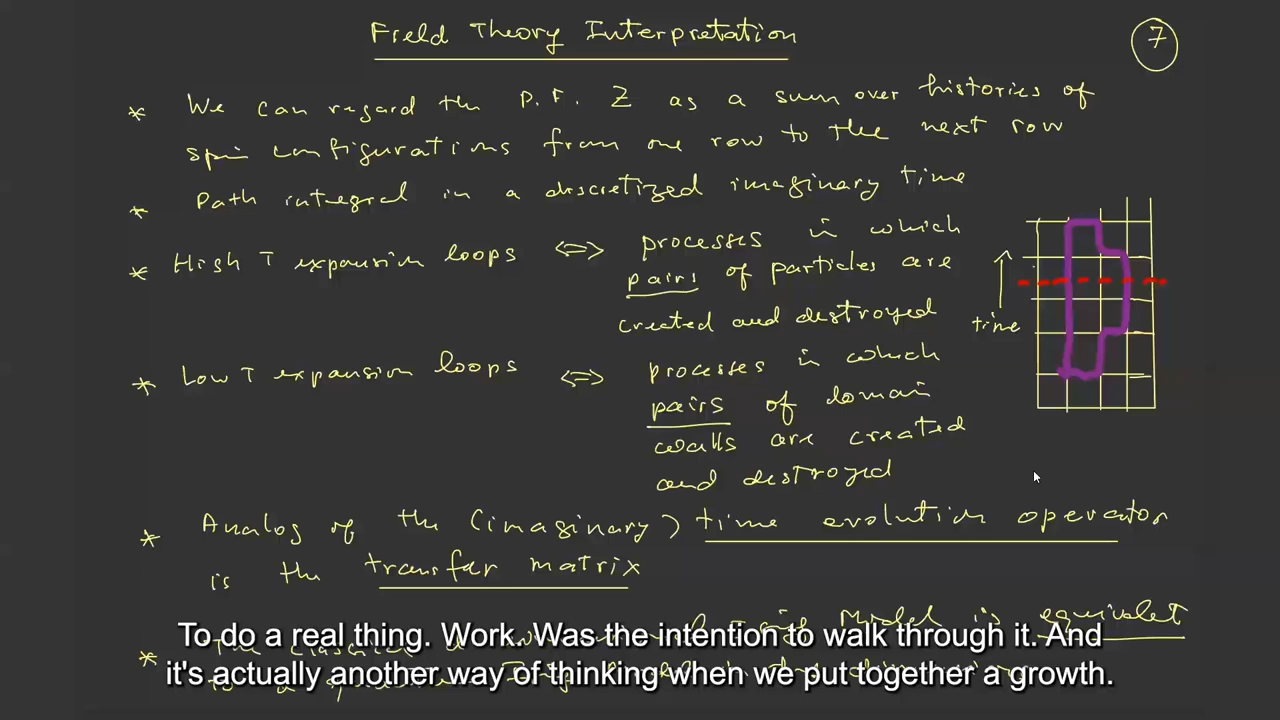 Field Theory Interpretation
7
* We can regard the P.F. Z as a sum over histories of
spin configurations from one row to the next row
* Path integral in a discretized imaginary time
* High T expansion loops ⇔ processes in which
pairs of particles are
created and destroyed
time
* Low T expansion loops ⇔ processes in which
pairs of domain
walls are created
and destroyed
* Analog of the (imaginary) time evolution operator
is the transfer matrix
* Model is equivalet
To do a real thing. Work. Was the intention to walk through it. And
it's actually another way of thinking when we put together a growth.